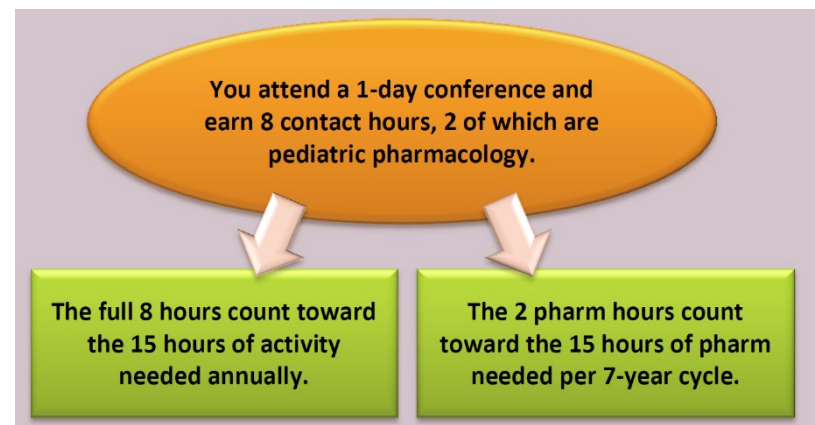 You attend a 1-day conference and
earn 8 contact hours, 2 of which are
pediatric pharmacology.
The full 8 hours count toward
the 15 hours of activity
needed annually.
The 2 pharm hours count
toward the 15 hours of pharm
needed per 7-year cycle.